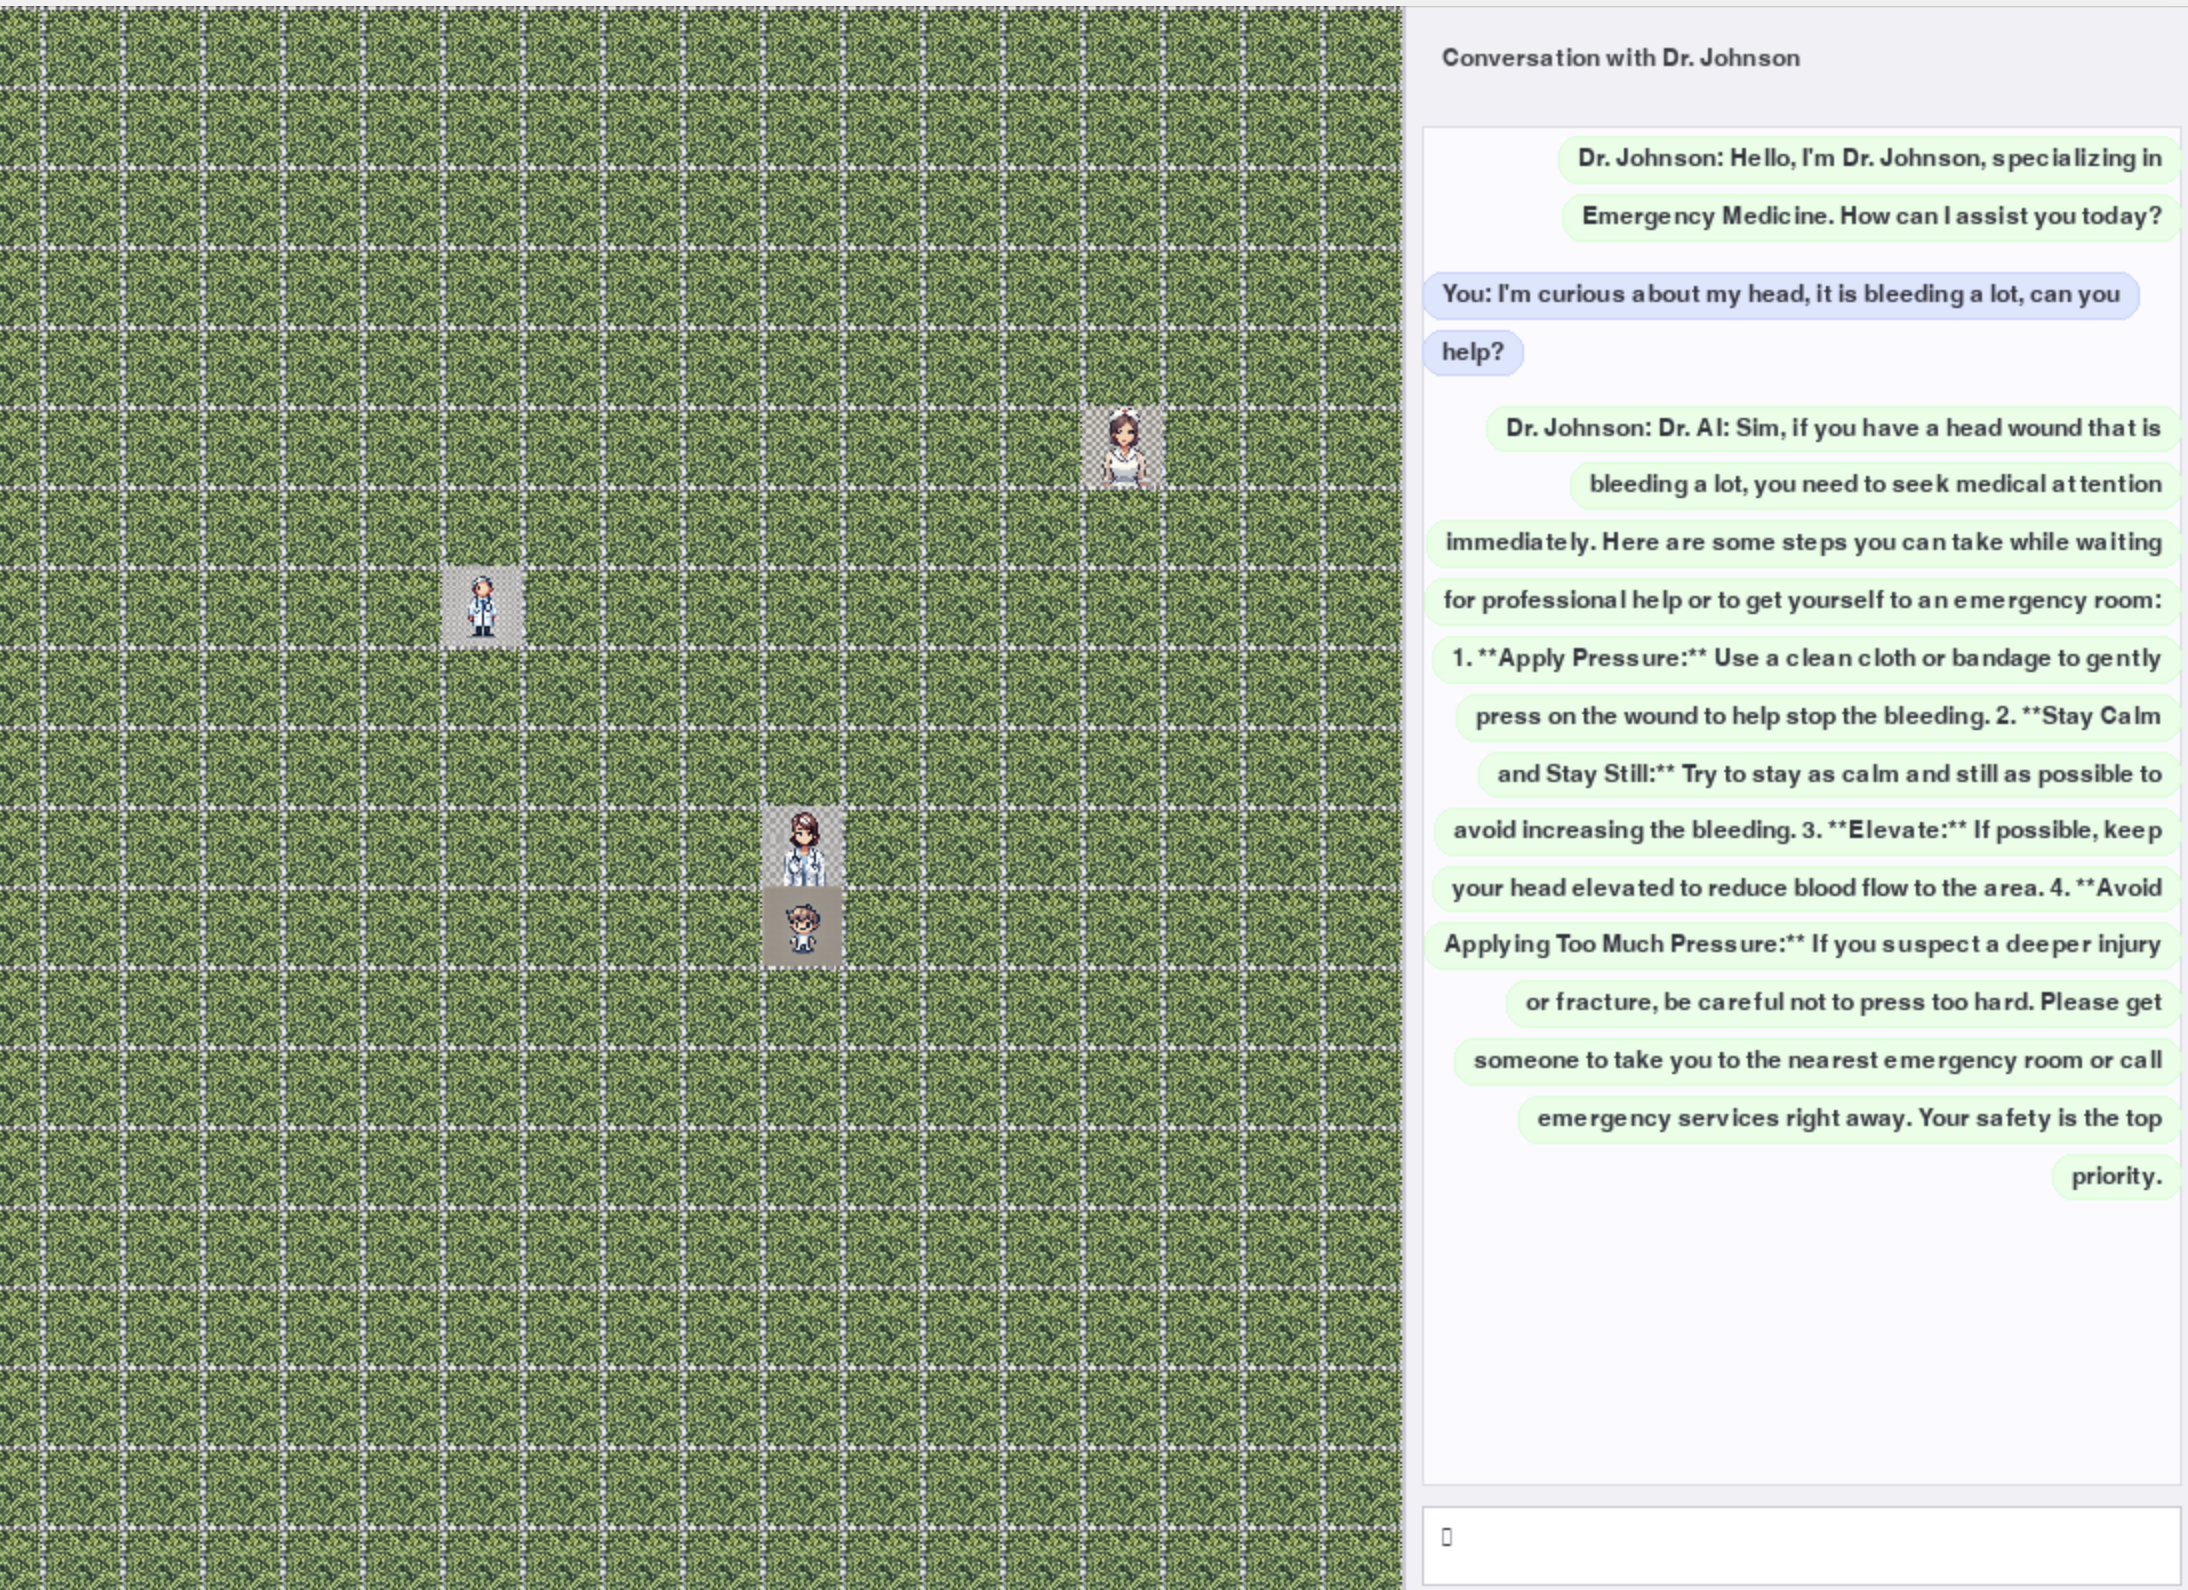 Conversation with Dr. Johnson
Dr. Johnson: Hello, I'm Dr. Johnson, specializing in
Emergency Medicine. How can I assist you today?
You: I'm curious about my head, it is bleeding a lot, can you
help?
Dr. Johnson: Dr. AI: Sim, if you have a head wound that is
bleeding a lot, you need to seek medical attention
immediately. Here are some steps you can take while waiting
for professional help or to get yourself to an emergency room:
1. **Apply Pressure:** Use a clean cloth or bandage to gently
press on the wound to help stop the bleeding. 2. **Stay Calm
and Stay Still:** Try to stay as calm and still as possible to
avoid increasing the bleeding. 3. **Elevate:** If possible, keep
your head elevated to reduce blood flow to the area. 4. **Avoid
Applying Too Much Pressure:** If you suspect a deeper injury
or fracture, be careful not to press too hard. Please get
someone to take you to the nearest emergency room or call
emergency services right away. Your safety is the top
priority.